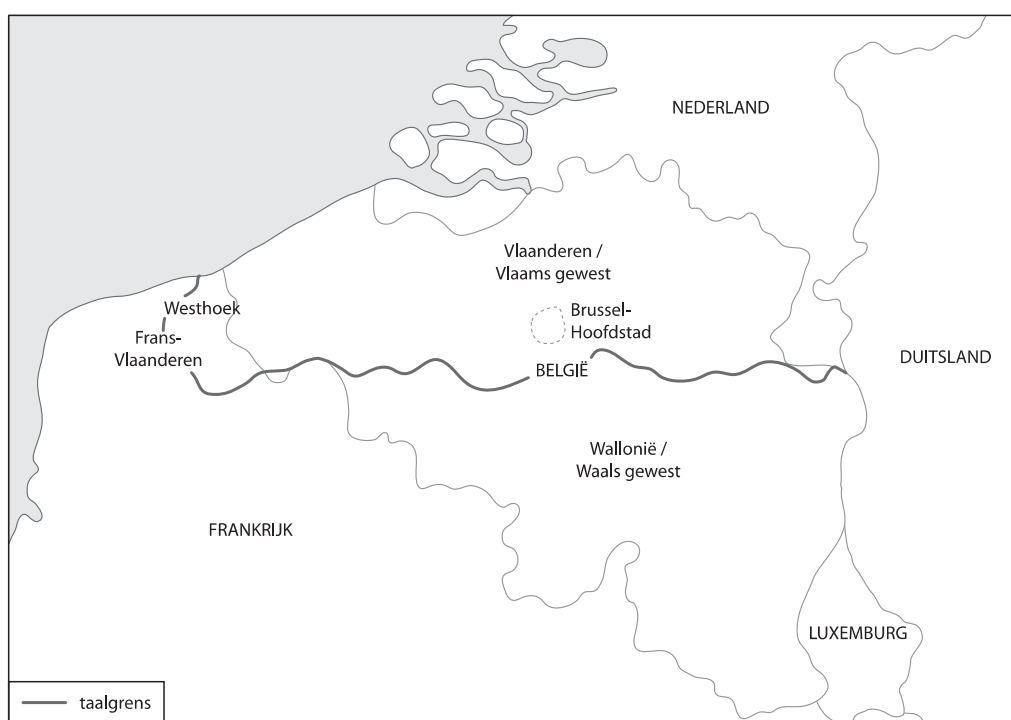 NEDERLAND
Vlaanderen /
Vlaams gewest
Westhoek
Brussel-
Hoofdstad
Frans-
Vlaanderen
BELGIË
DUITSLAND
Wallonië /
Waals gewest
FRANKRIJK
LUXEMBURG
taalgrens